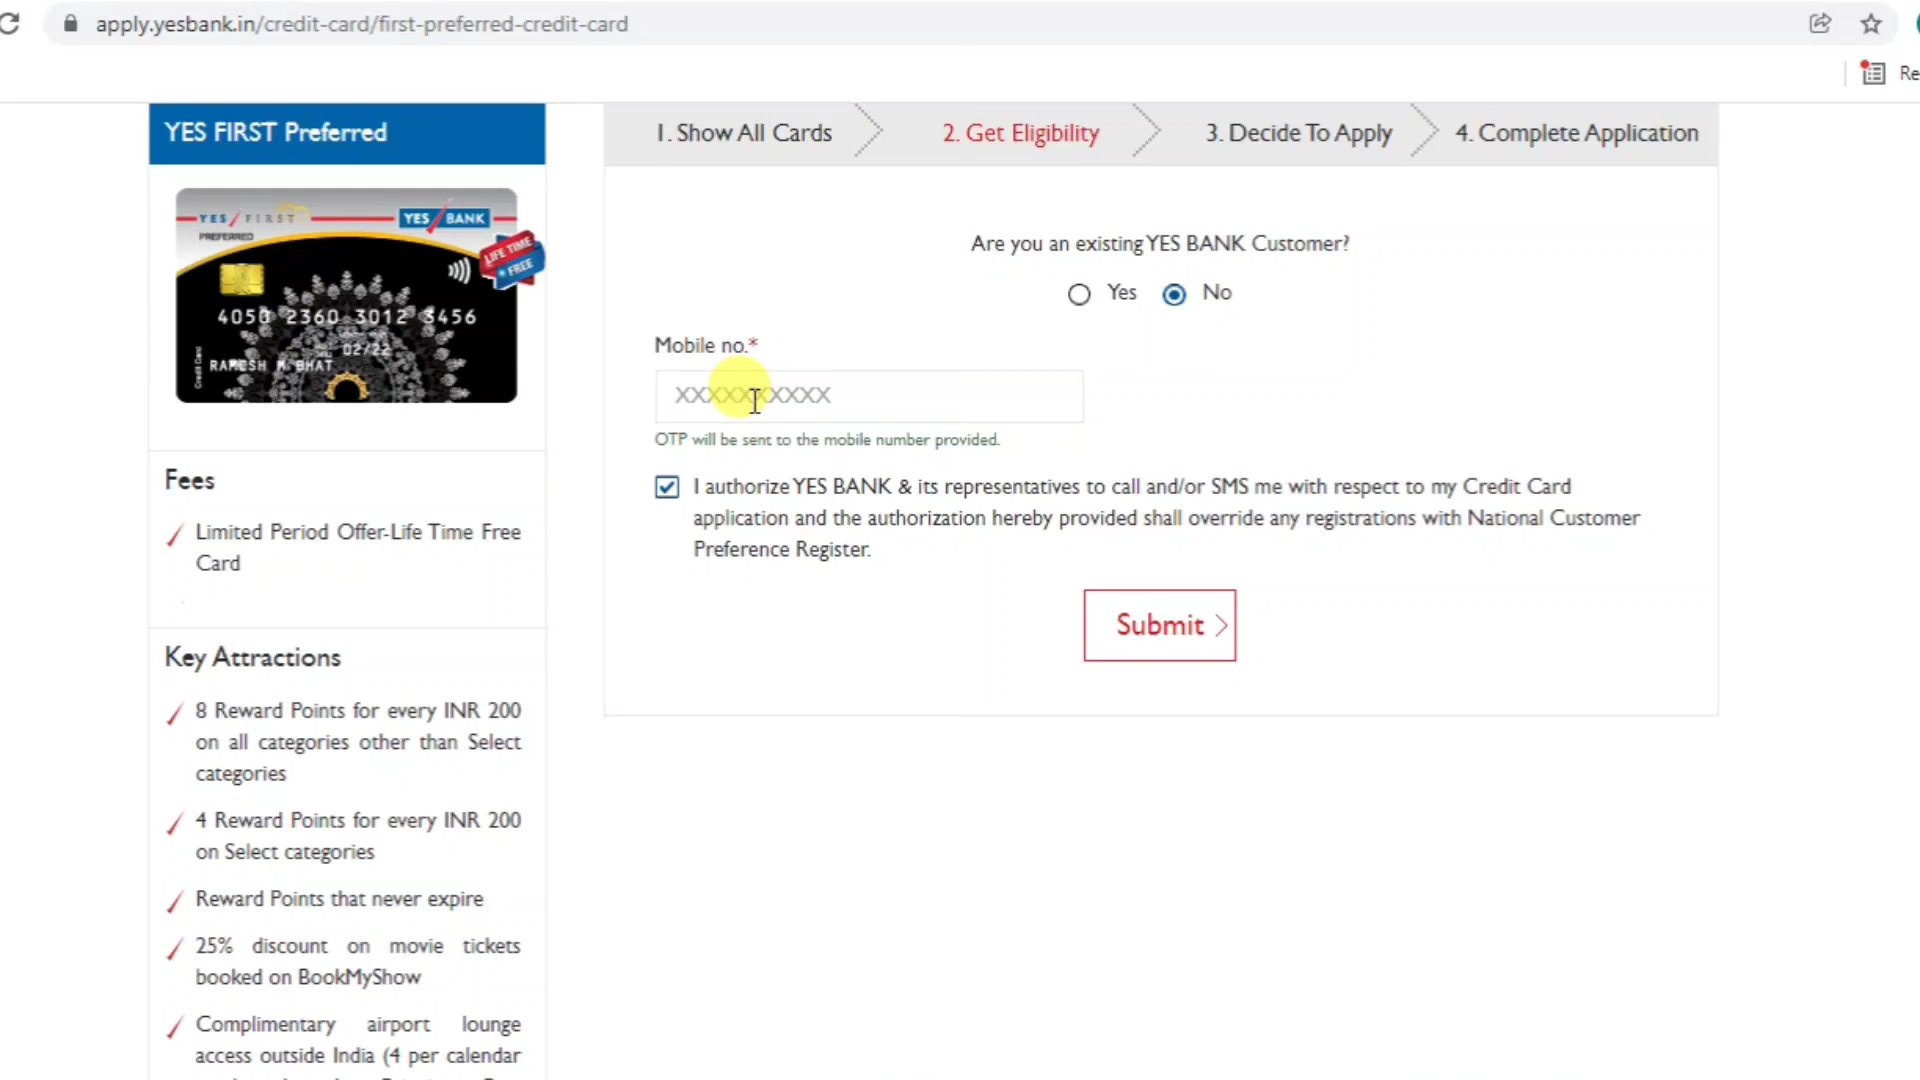 apply.yesbank.in/credit-card/first-preferred-credit-card
Re
YES FIRST Preferred
1. Show All Cards
2. Get Eligibility
3. Decide To Apply
4. Complete Application
YES FIRST
PREFERRED
YES BANK
LIFE TIME
FREE
4050 2360 3012 3456
02/22
RAMESH K BHAT
Credit Card
Are you an existing YES BANK Customer?
Yes
No
Mobile no.*
XXXXXXXXXX
OTP will be sent to the mobile number provided.
I authorize YES BANK & its representatives to call and/or SMS me with respect to my Credit Card
application and the authorization hereby provided shall override any registrations with National Customer
Preference Register.
Submit
Fees
Limited Period Offer-Life Time Free
Card
Key Attractions
8 Reward Points for every INR 200
on all categories other than Select
categories
4 Reward Points for every INR 200
on Select categories
Reward Points that never expire
25% discount on movie tickets
booked on BookMyShow
Complimentary airport lounge
access outside India (4 per calendar